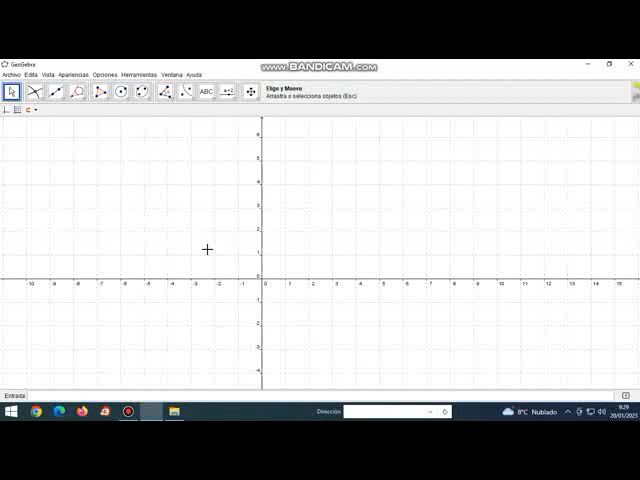 www.BANDICAM.com
GeoGebra
Archivo Edita Vista Apariencias Opciones Herramientas Ventana Ayuda
ABC
a=2
Elige y Mueve
Arrastra o selecciona objetos (Esc)
6
5
4
3
2
1
0
-10 -9 -8 -7 -6 -5 -4 -3 -2 -1 0 1 2 3 4 5 6 7 8 9 10 11 12 13 14 15
-1
-2
-3
-4
Entrada:
Dirección
8°C Nublado
9:29
20/01/2023